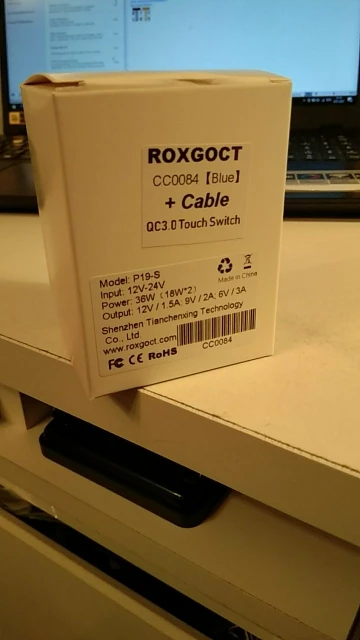 ROXGOCT
CC0084【Blue】
+ Cable
QC3.0 Touch Switch
Model: P19-S
Input: 12V-24V
Power: 36W (18W*2)
Output: 12V / 1.5A; 9V / 2A; 6V / 3A
Made in China
Shenzhen Tianchenxing Technology
Co., Ltd.
www.roxgoct.com
CC0084
FC CE RoHS